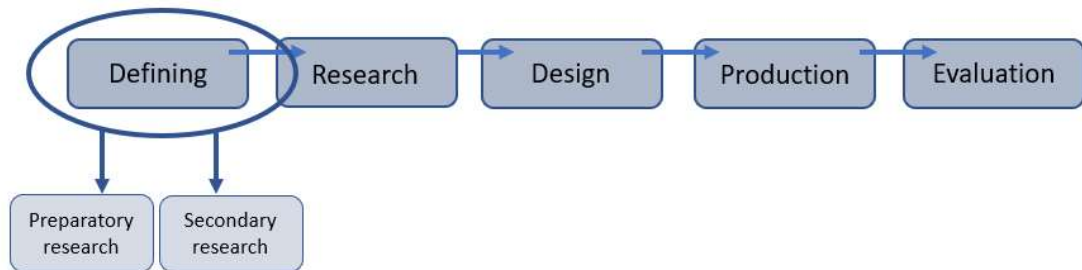 Defining
Research
Design
Production
Evaluation
Preparatory
research
Secondary
research